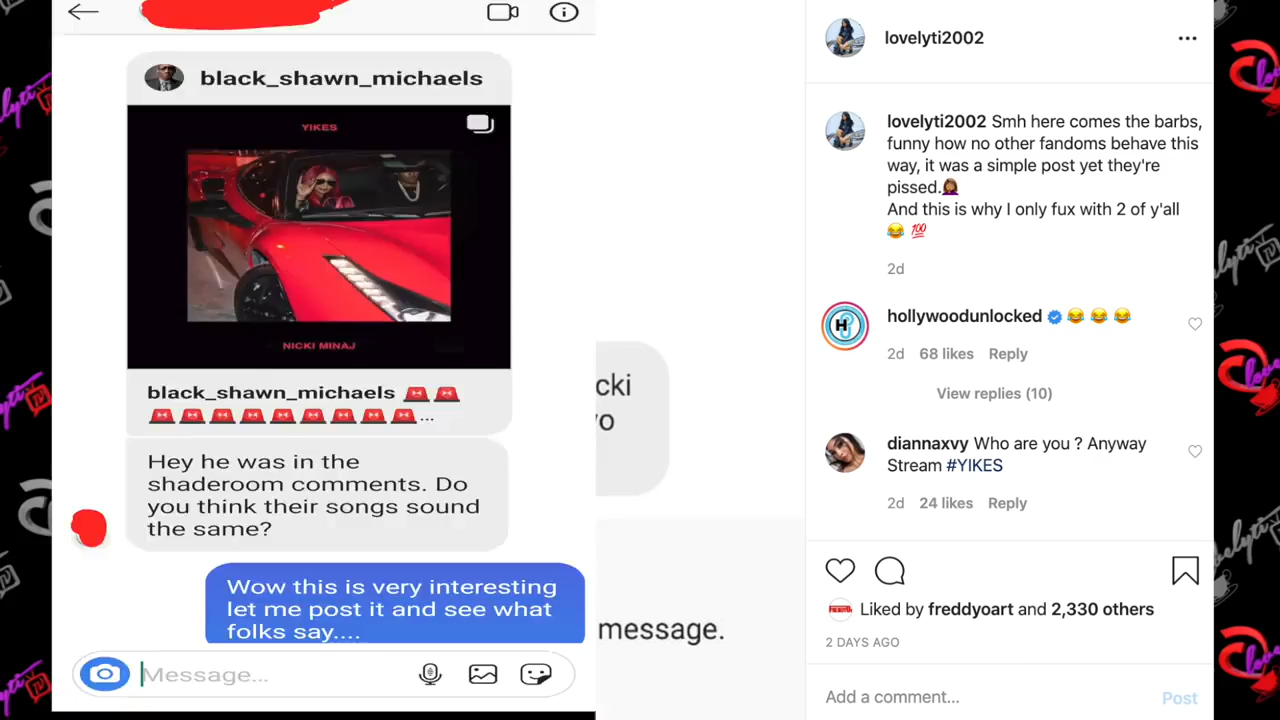 black_shawn_michaels
YIKES
NICKI MINAJ
black_shawn_michaels 🚨🚨
🚨🚨🚨🚨🚨🚨🚨🚨🚨...
Hey he was in the
shaderoom comments. Do
you think their songs sound
the same?
Wow this is very interesting
let me post it and see what
folks say....
Message...
cki
o
message.
lovelyti2002
lovelyti2002 Smh here comes the barbs,
funny how no other fandoms behave this
way, it was a simple post yet they're
pissed.🤦🏾‍♀️
And this is why I only fux with 2 of y'all
😂 💯
2d
hollywoodunlocked 😂 😂 😂
2d 68 likes Reply
View replies (10)
diannaxvy Who are you ? Anyway
Stream #YIKES
2d 24 likes Reply
Liked by freddyoart and 2,330 others
2 DAYS AGO
Add a comment... Post